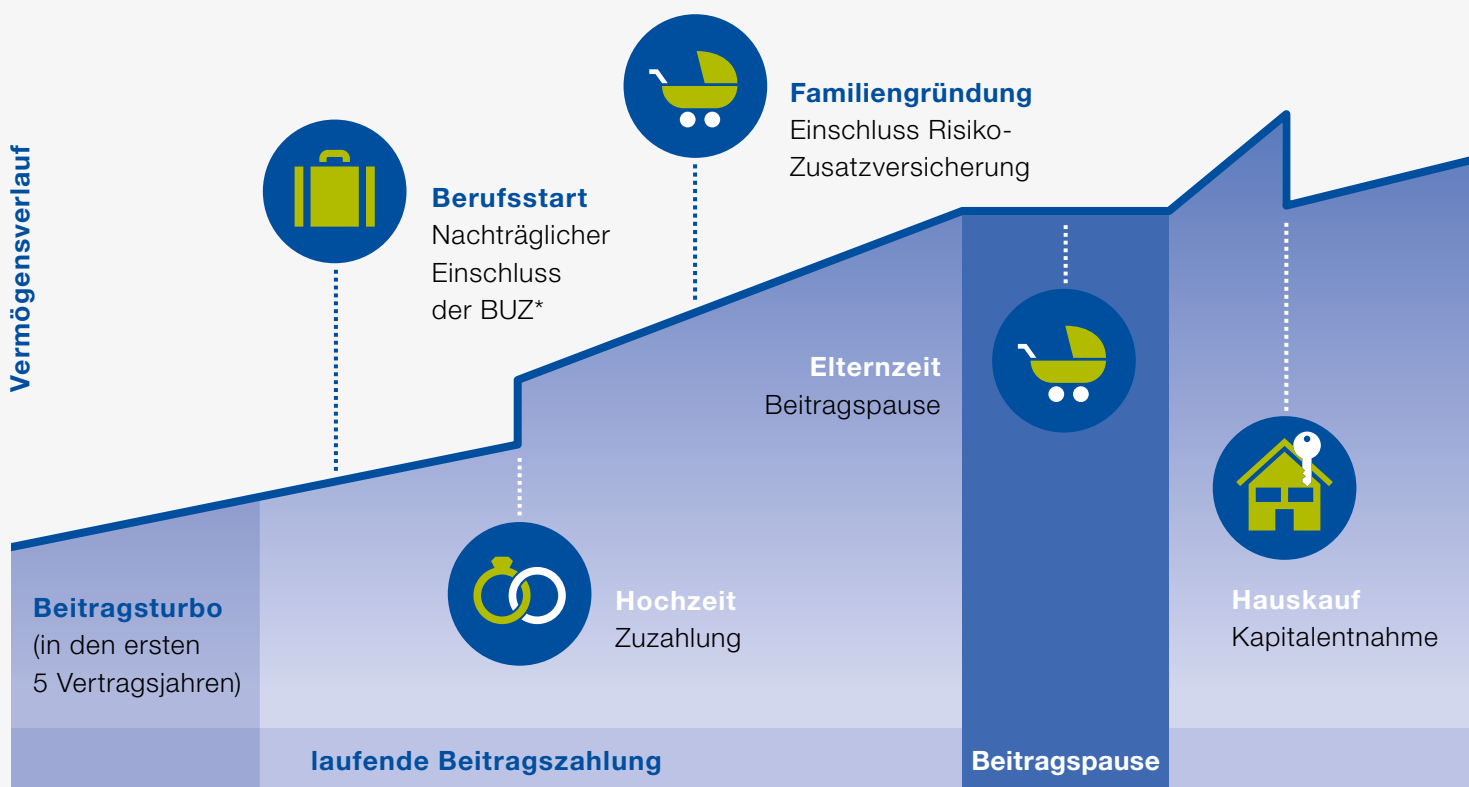 Vermögensverlauf
Familiengründung
Einschluss Risiko-
Zusatzversicherung
Berufsstart
Nachträglicher
Einschluss
der BUZ*
Elternzeit
Beitragspause
Beitragsturbo
(in den ersten
5 Vertragsjahren)
Hochzeit
Zuzahlung
Hauskauf
Kapitalentnahme
laufende Beitragszahlung
Beitragspause